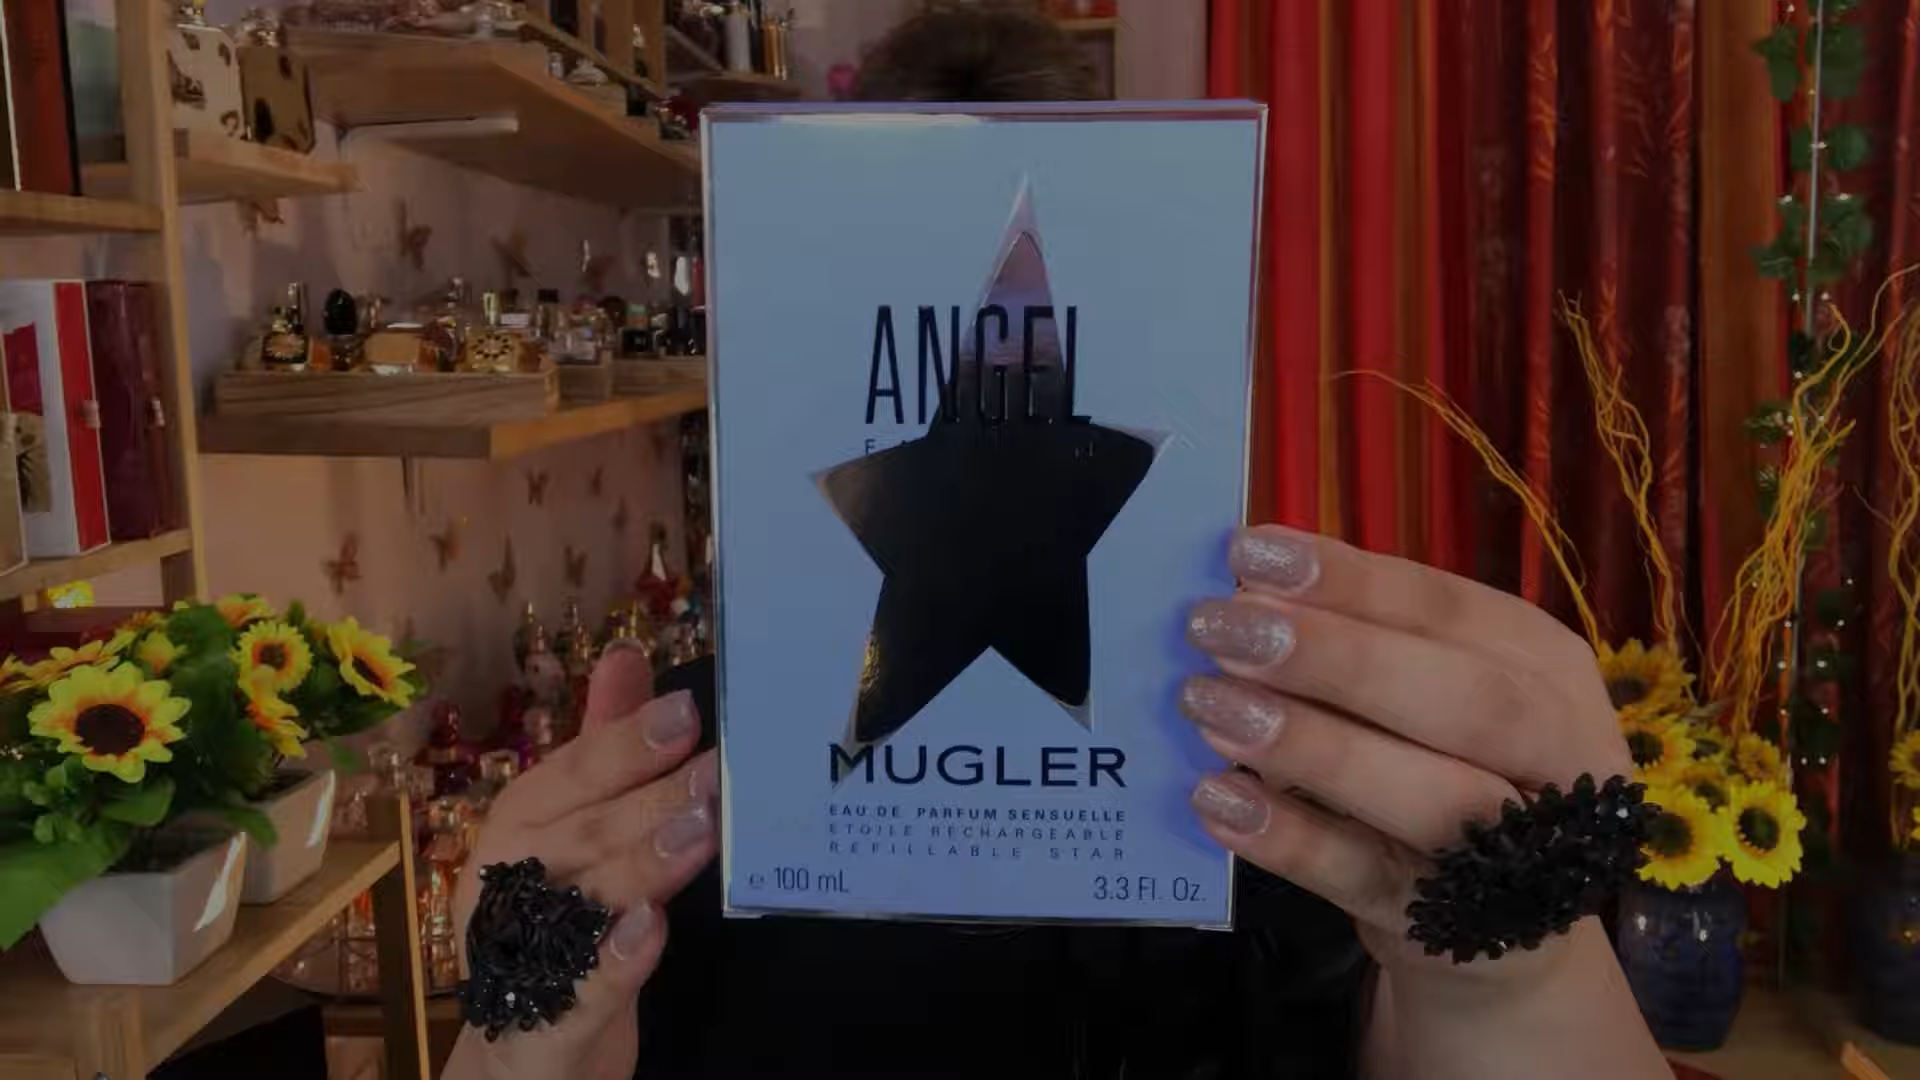 ANGEL
MUGLER
EAU DE PARFUM SENSUELLE
ETOILE RECHARGEABLE
REFILLABLE STAR
e 100 mL
3.3 Fl. Oz.